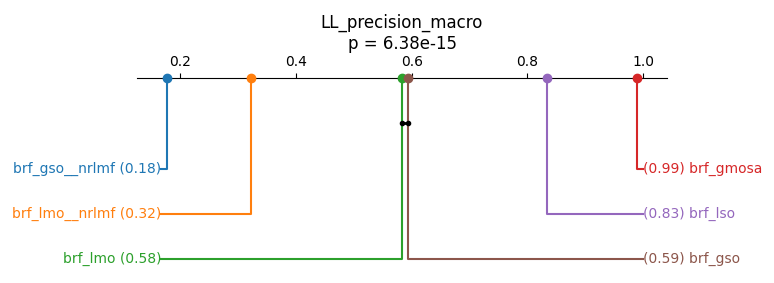 LL_precision_macro
p = 6.38e-15
0.2 0.4 0.6 0.8 1.0
brf_gso__nrlmf (0.18) (0.99) brf_gmosa
brf_lmo__nrlmf (0.32) (0.83) brf_lso
brf_lmo (0.58) (0.59) brf_gso